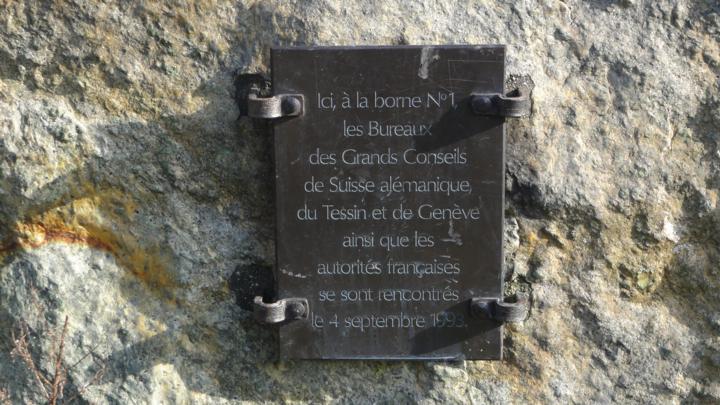 Ici, à la borne N°1,
les Bureaux
des Grands Conseils
de Suisse alémanique,
du Tessin et de Genève
ainsi que les
autorités françaises
se sont rencontrés
le 4 septembre 1993.